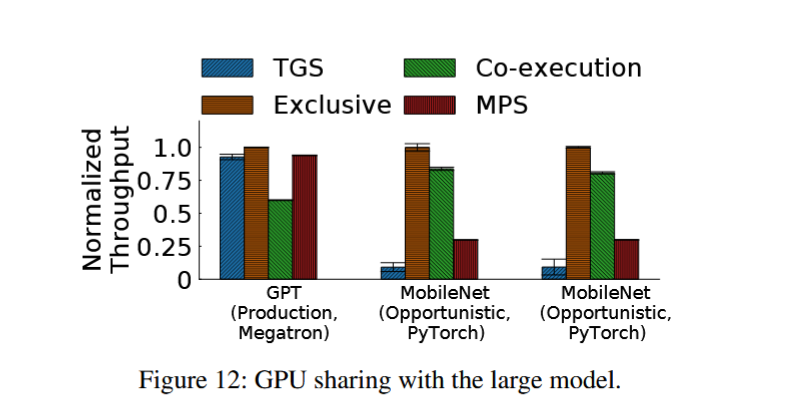 TGS Co-execution
Exclusive MPS
Normalized
Throughput
1.0
0.75
0.5
0.25
0
GPT
(Production,
Megatron)
MobileNet
(Opportunistic,
PyTorch)
MobileNet
(Opportunistic,
PyTorch)
Figure 12: GPU sharing with the large model.